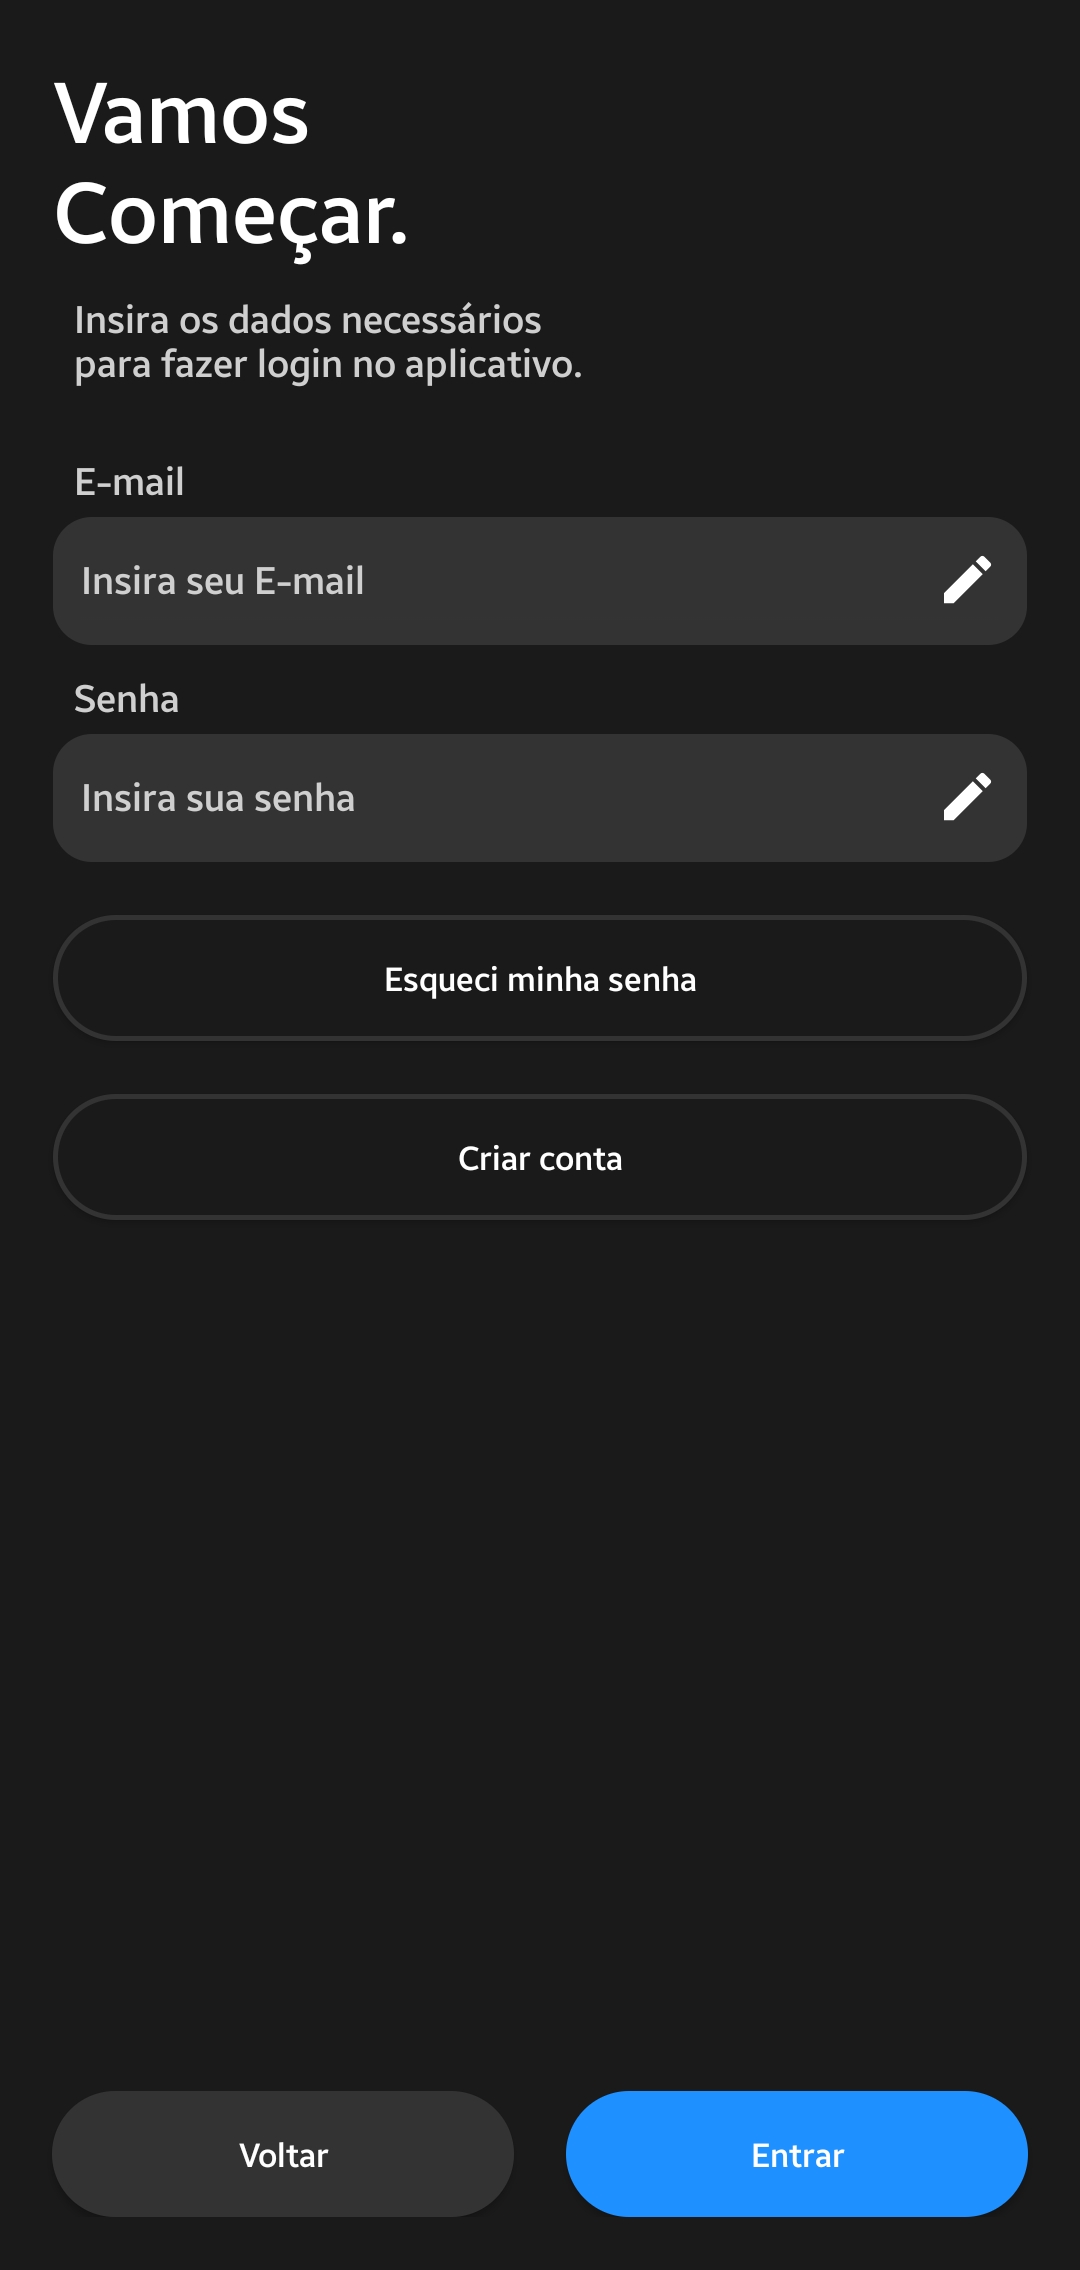 Vamos
Começar.
Insira os dados necessários
para fazer login no aplicativo.
E-mail
Insira seu E-mail
Senha
Insira sua senha
Esqueci minha senha
Criar conta
Voltar
Entrar